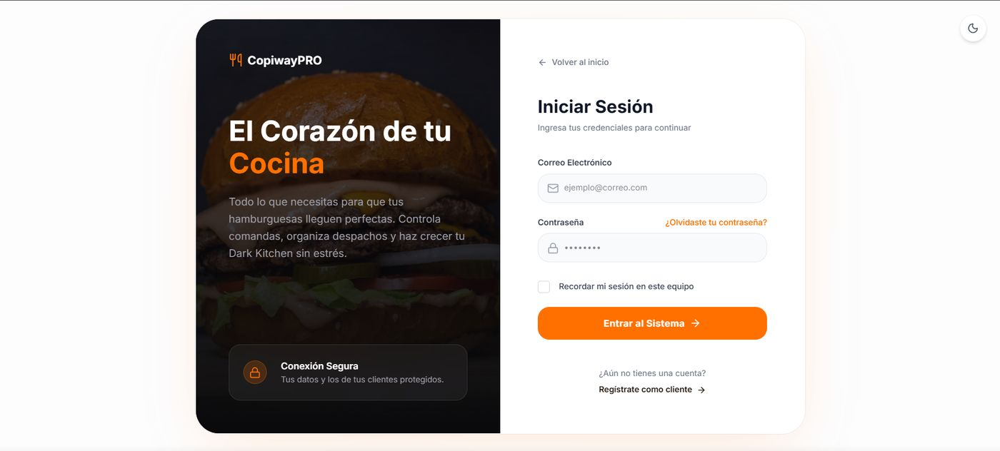 CopiwayPRO
El Corazón de tu
Cocina
Todo lo que necesitas para que tus
hamburguesas lleguen perfectas. Controla
comandas, organiza despachos y haz crecer tu
Dark Kitchen sin estrés.
Conexión Segura
Tus datos y los de tus clientes protegidos.
Volver al inicio
Iniciar Sesión
Ingresa tus credenciales para continuar
Correo Electrónico
ejemplo@correo.com
Contraseña
¿Olvidaste tu contraseña?
••••••••
Recordar mi sesión en este equipo
Entrar al Sistema →
¿Aún no tienes una cuenta?
Regístrate como cliente →